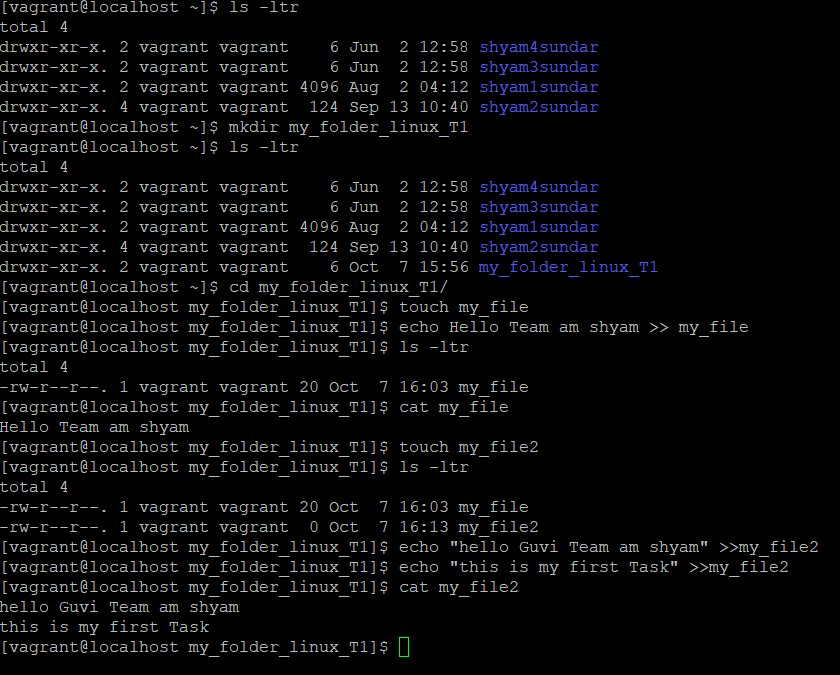 [vagrant@localhost ~]$ ls -ltr
total 4
drwxr-xr-x. 2 vagrant vagrant    6 Jun  2 12:58 shyam4sundar
drwxr-xr-x. 2 vagrant vagrant    6 Jun  2 12:58 shyam3sundar
drwxr-xr-x. 2 vagrant vagrant 4096 Aug  2 04:12 shyam1sundar
drwxr-xr-x. 4 vagrant vagrant  124 Sep 13 10:40 shyam2sundar
[vagrant@localhost ~]$ mkdir my_folder_linux_T1
[vagrant@localhost ~]$ ls -ltr
total 4
drwxr-xr-x. 2 vagrant vagrant    6 Jun  2 12:58 shyam4sundar
drwxr-xr-x. 2 vagrant vagrant    6 Jun  2 12:58 shyam3sundar
drwxr-xr-x. 2 vagrant vagrant 4096 Aug  2 04:12 shyam1sundar
drwxr-xr-x. 4 vagrant vagrant  124 Sep 13 10:40 shyam2sundar
drwxr-xr-x. 2 vagrant vagrant    6 Oct  7 15:56 my_folder_linux_T1
[vagrant@localhost ~]$ cd my_folder_linux_T1/
[vagrant@localhost my_folder_linux_T1]$ touch my_file
[vagrant@localhost my_folder_linux_T1]$ echo Hello Team am shyam >> my_file
[vagrant@localhost my_folder_linux_T1]$ ls -ltr
total 4
-rw-r--r--. 1 vagrant vagrant 20 Oct  7 16:03 my_file
[vagrant@localhost my_folder_linux_T1]$ cat my_file
Hello Team am shyam
[vagrant@localhost my_folder_linux_T1]$ touch my_file2
[vagrant@localhost my_folder_linux_T1]$ ls -ltr
total 4
-rw-r--r--. 1 vagrant vagrant 20 Oct  7 16:03 my_file
-rw-r--r--. 1 vagrant vagrant  0 Oct  7 16:13 my_file2
[vagrant@localhost my_folder_linux_T1]$ echo "hello Guvi Team am shyam" >>my_file2
[vagrant@localhost my_folder_linux_T1]$ echo "this is my first Task" >>my_file2
[vagrant@localhost my_folder_linux_T1]$ cat my_file2
hello Guvi Team am shyam
this is my first Task
[vagrant@localhost my_folder_linux_T1]$